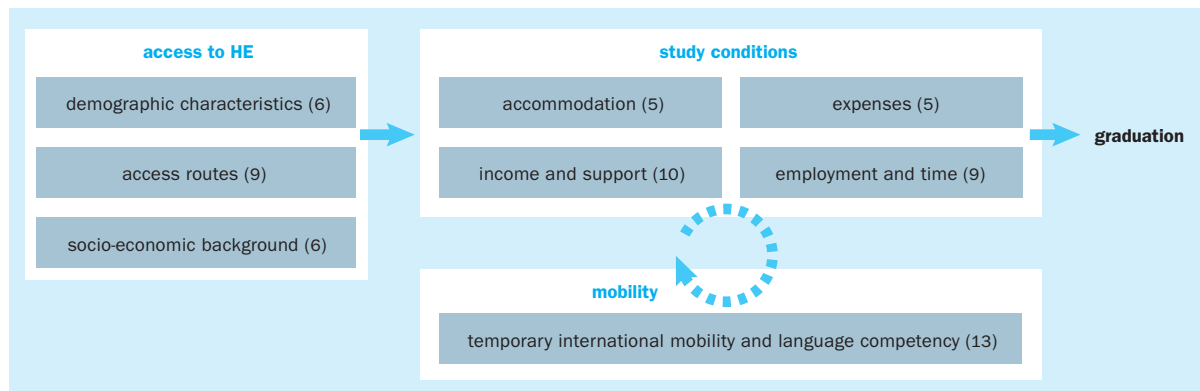 access to HE
demographic characteristics (6)
access routes (9)
socio-economic background (6)
study conditions
accommodation (5)
expenses (5)
income and support (10)
employment and time (9)
graduation
mobility
temporary international mobility and language competency (13)